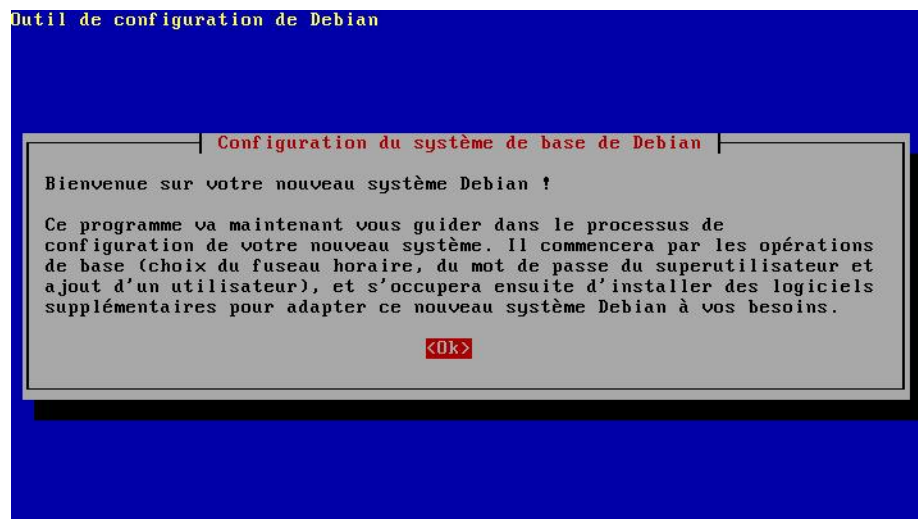 Outil de configuration de Debian
Configuration du système de base de Debian
Bienvenue sur votre nouveau système Debian !
Ce programme va maintenant vous guider dans le processus de
configuration de votre nouveau système. Il commencera par les opérations
de base (choix du fuseau horaire, du mot de passe du superutilisateur et
ajout d'un utilisateur), et s'occupera ensuite d'installer des logiciels
supplémentaires pour adapter ce nouveau système Debian à vos besoins.
<Ok>